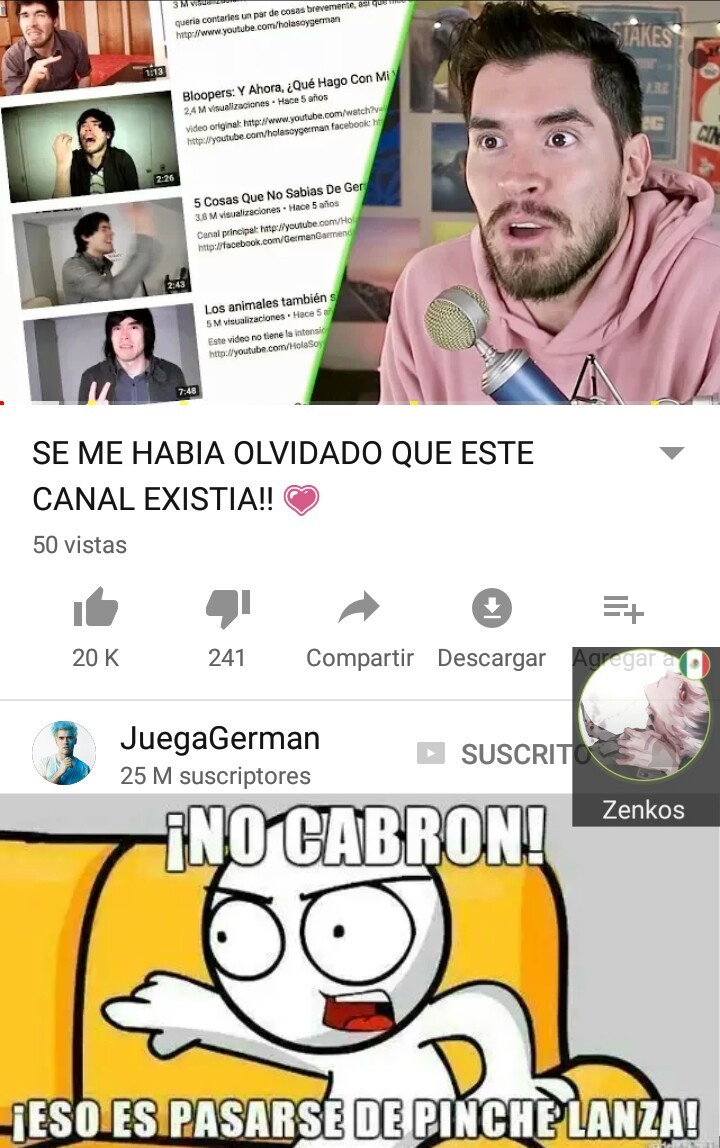 3 M
queria contarles un par de cosas brevemente, así que
http://www.youtube.com/holasoygerman
1:13
Bloopers: Y Ahora, ¿Qué Hago Con Mi V
2,4 M visualizaciones • Hace 5 años
video original: http://www.youtube.com/watch?v=
http://youtube.com/holasoygerman facebook: ht
2:26
5 Cosas Que No Sabias De Ger
3,8 M visualizaciones • Hace 5 años
Canal principal: http://youtube.com/Hol
http://facebook.com/GermanGarmend
2:43
Los animales también s
5 M visualizaciones • Hace 5 añ
Este video no tiene la intensio
http://youtube.com/HolaSoy
7:48
STAKES
SE ME HABIA OLVIDADO QUE ESTE
CANAL EXISTIA!! 💗
50 vistas
20 K 241 Compartir Descargar Agregar a
JuegaGerman
25 M suscriptores
SUSCRITO
Zenkos
¡NO CABRON!
¡ESO ES PASARSE DE PINCHE LANZA!